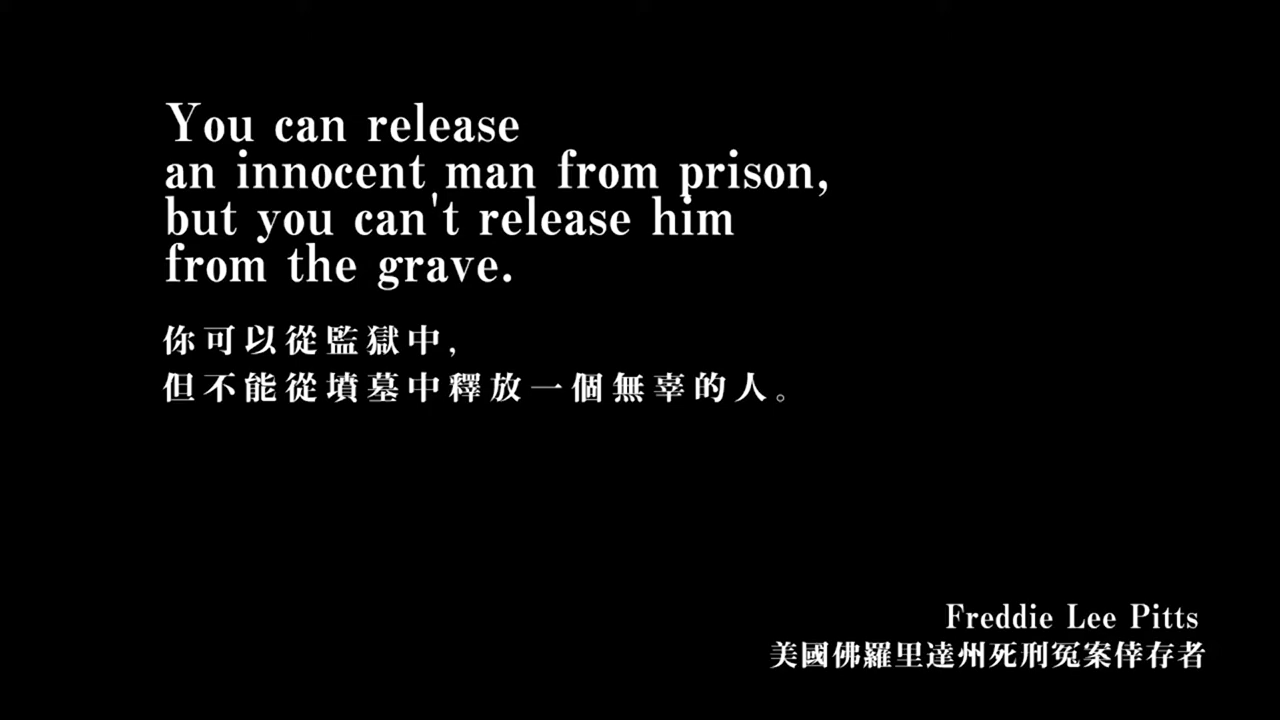 You can release
an innocent man from prison,
but you can't release him
from the grave.
你可以從監獄中,
但不能從墳墓中釋放一個無辜的人。
Freddie Lee Pitts
美國佛羅里達州死刑冤案倖存者